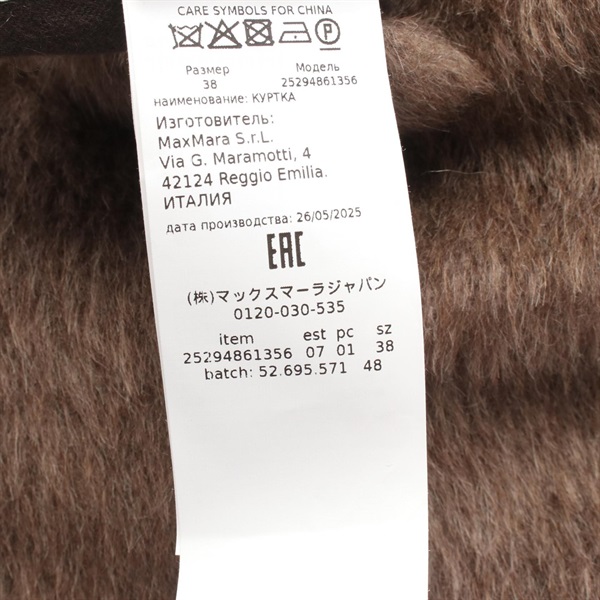 CARE SYMBOLS FOR CHINA
Размер Модель
38 25294861356
наименование: КУРТКА
Изготовитель:
MaxMara S.r.L.
Via G. Maramotti, 4
42124 Reggio Emilia.
ИТАЛИЯ
дата производства: 26/05/2025
EAC
(株)マックスマーラジャパン
0120-030-535
item est pc sz
25294861356 07 01 38
batch: 52.695.571 48